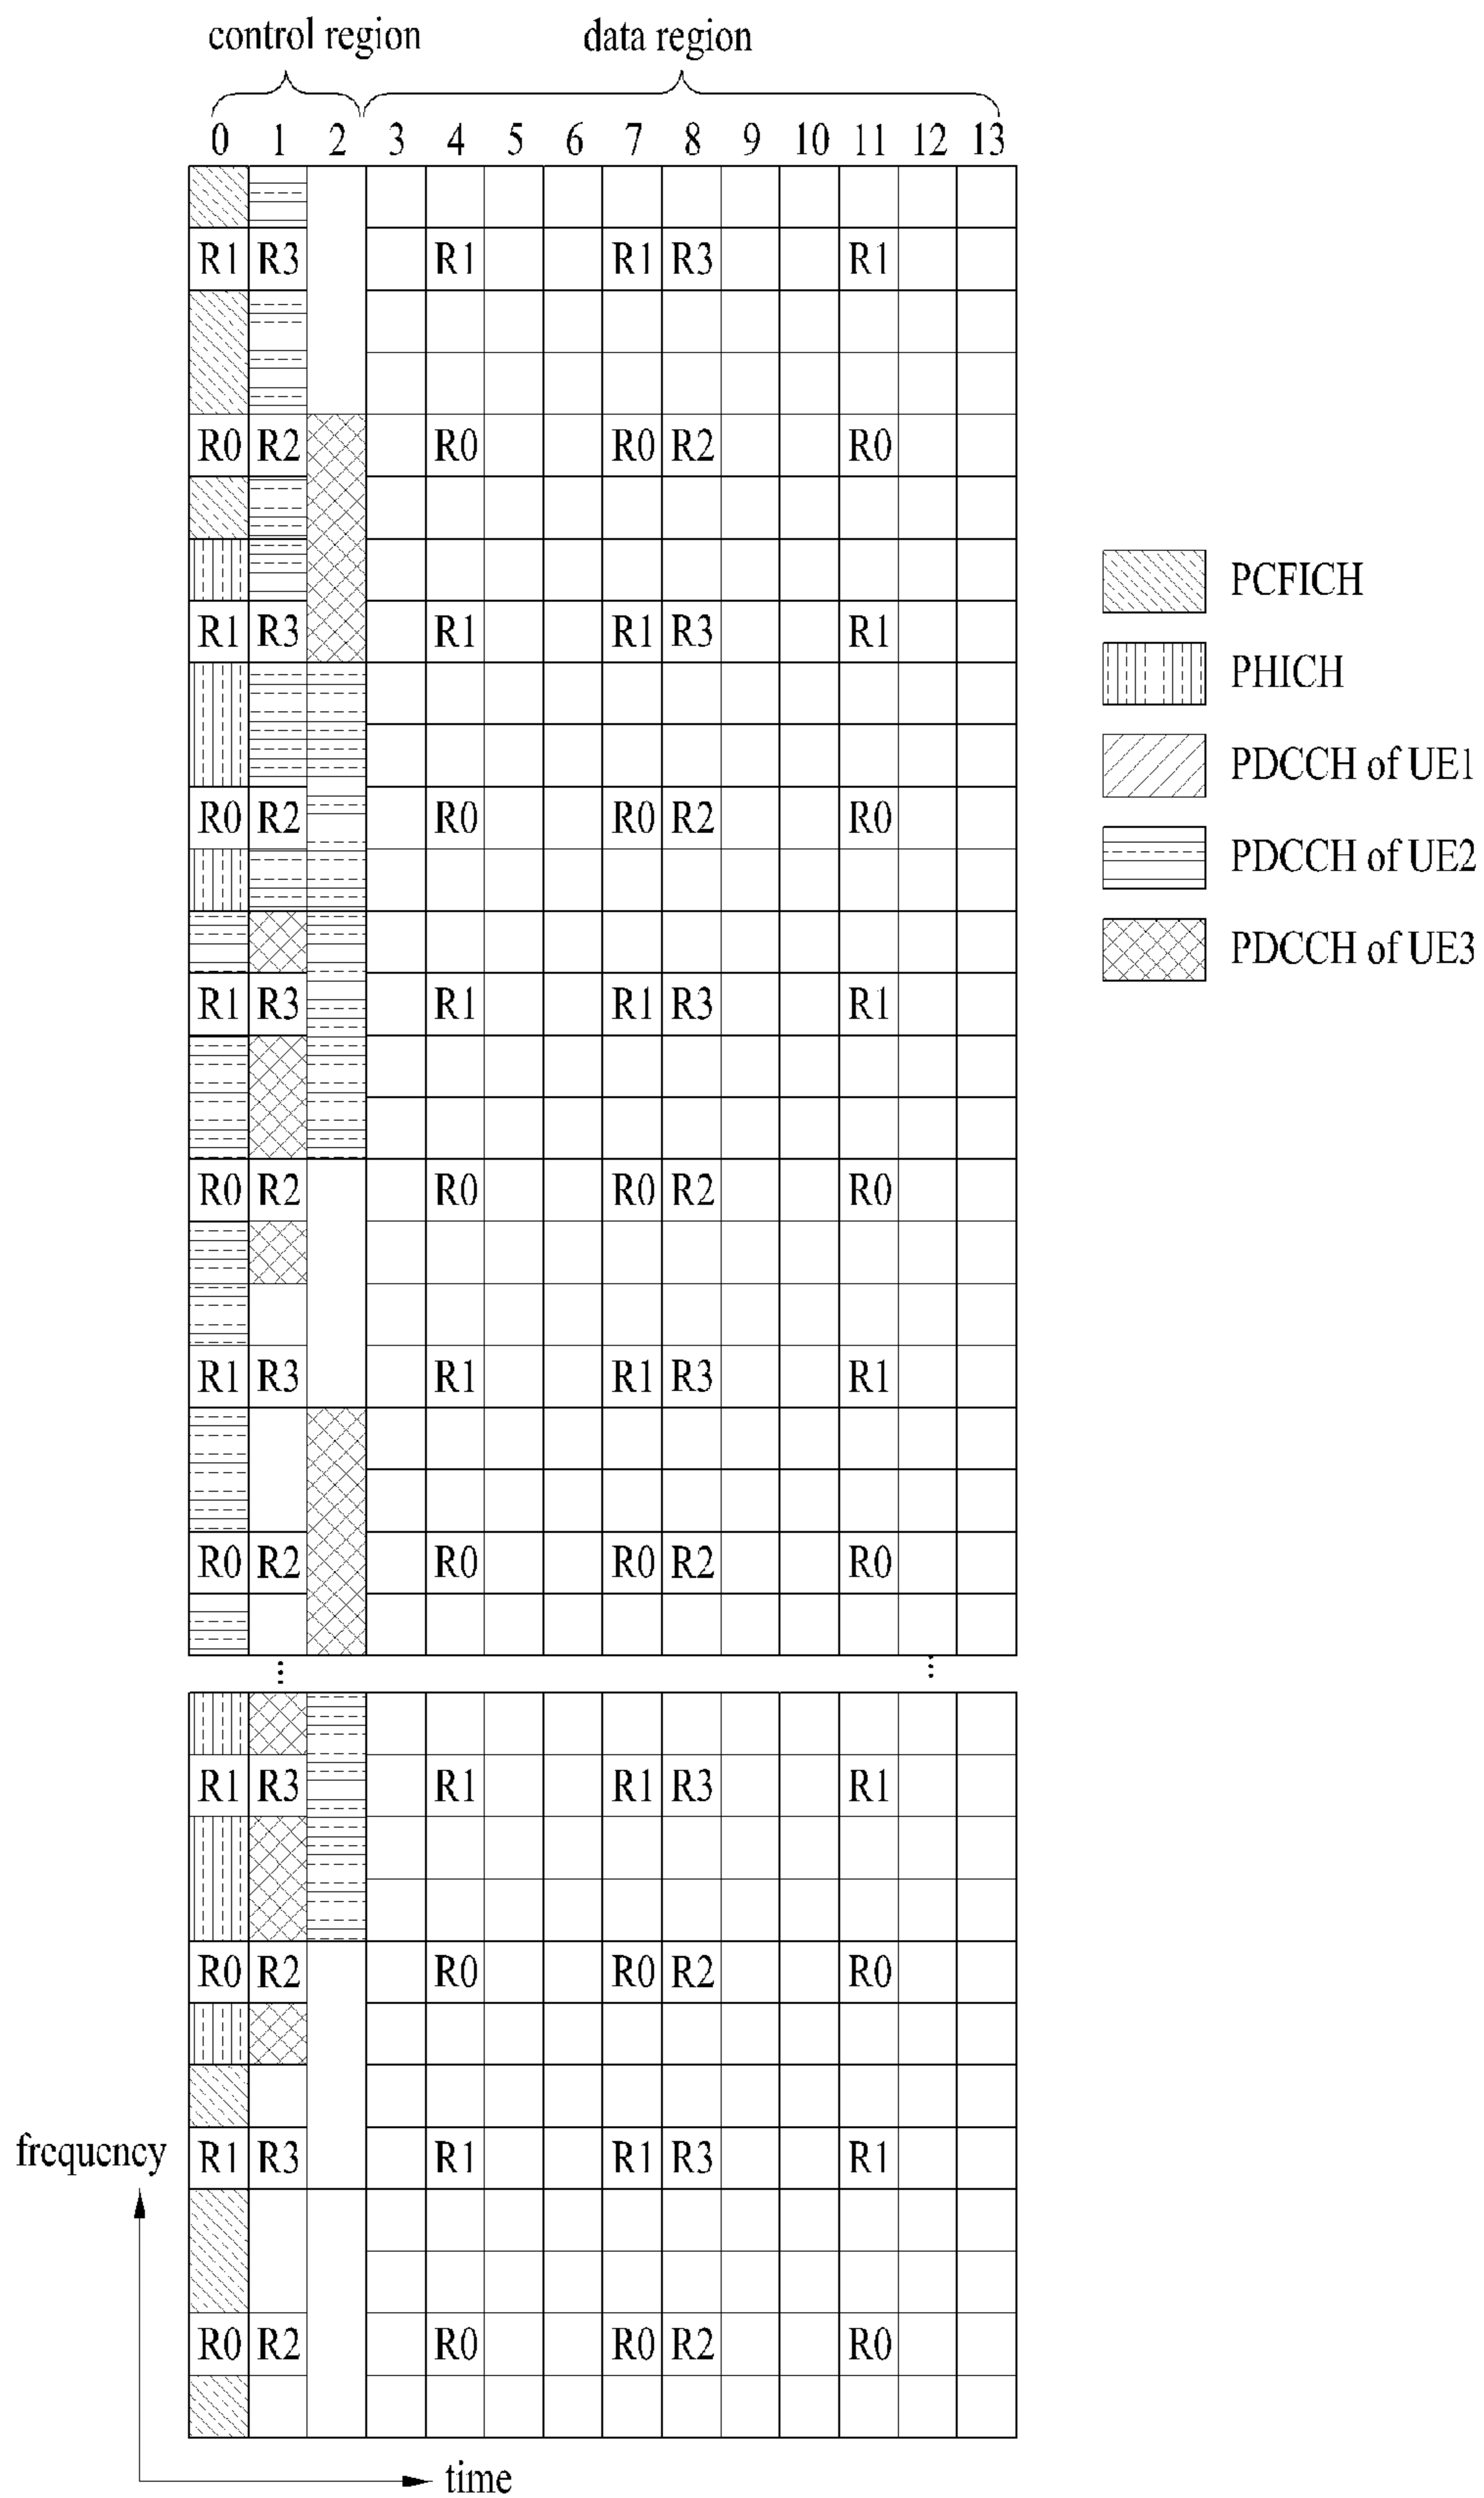 control region data region
0 1 2 3 4 5 6 7 8 9 10 11 12 13
R1 R3 R1 R1 R3 R1
R0 R2 R0 R0 R2 R0
PCFICH
R1 R3 R1 R1 R3 R1
PHICH
PDCCH of UE1
R0 R2 R0 R0 R2 R0
PDCCH of UE2
PDCCH of UE3
R1 R3 R1 R1 R3 R1
R0 R2 R0 R0 R2 R0
R1 R3 R1 R1 R3 R1
R0 R2 R0 R0 R2 R0
R1 R3 R1 R1 R3 R1
R0 R2 R0 R0 R2 R0
frequency R1 R3 R1 R1 R3 R1
R0 R2 R0 R0 R2 R0
time